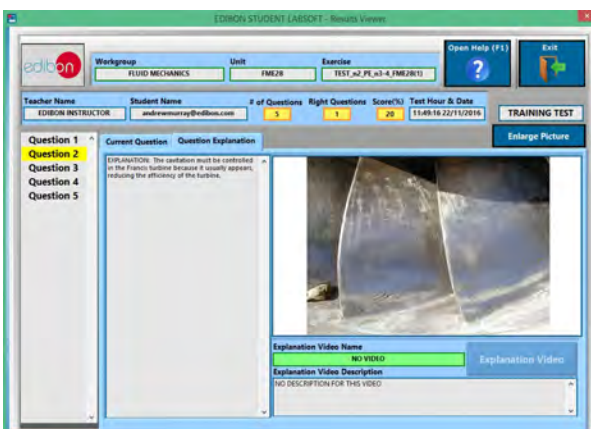 EDIBON STUDENT LABSOFT - Results Viewer
edibon
Workgroup Unit Exercise
FLUID MECHANICS FME28 TEST_n2_PE_n3-4_FME28(1)
Open Help (F1)
?
Exit
Teacher Name Student Name # of Questions Right Questions Score(%) Test Hour & Date
EDIBON INSTRUCTOR andrewmurray@edibon.com 5 1 20 11:49:16 22/11/2016
TRAINING TEST
Enlarge Picture
Question 1
Question 2
Question 3
Question 4
Question 5
Current Question Question Explanation
EXPLANATION: The cavitation must be controlled
in the Francis turbine because it usually appears,
reducing the efficiency of the turbine.
Explanation Video Name
NO VIDEO
Explanation Video
Explanation Video Description
NO DESCRIPTION FOR THIS VIDEO